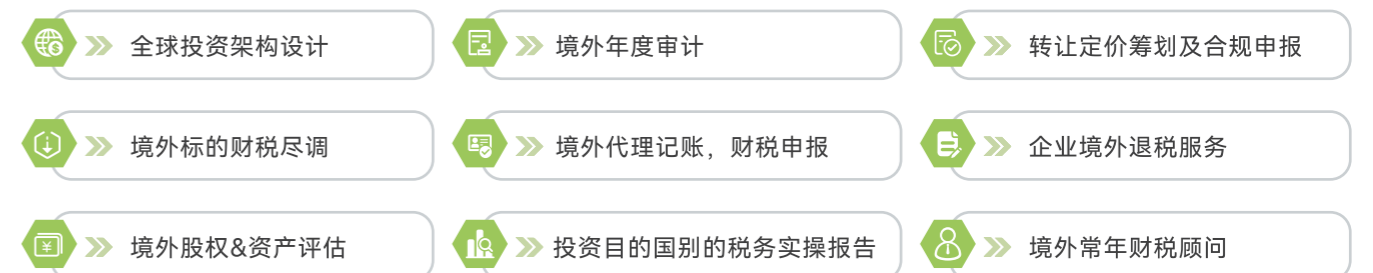 全球投资架构设计
境外年度审计
转让定价筹划及合规申报
境外标的财税尽调
境外代理记账，财税申报
企业境外退税服务
境外股权&资产评估
投资目的国别的税务实操报告
境外常年财税顾问